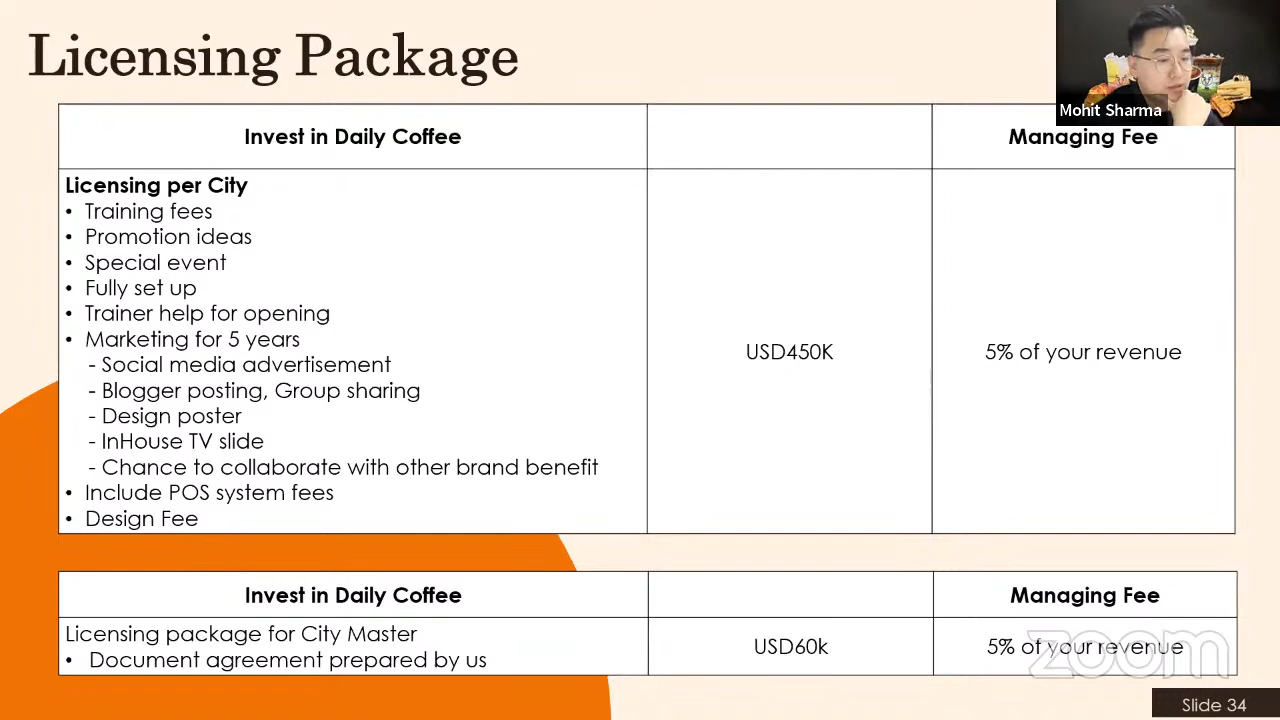 Licensing Package
Mohit Sharma
Invest in Daily Coffee
Managing Fee
Licensing per City
• Training fees
• Promotion ideas
• Special event
• Fully set up
• Trainer help for opening
• Marketing for 5 years
- Social media advertisement
- Blogger posting, Group sharing
- Design poster
- InHouse TV slide
- Chance to collaborate with other brand benefit
• Include POS system fees
• Design Fee
USD450K
5% of your revenue
Invest in Daily Coffee
Managing Fee
Licensing package for City Master
• Document agreement prepared by us
USD60k
5% of your revenue
zoom
Slide 34